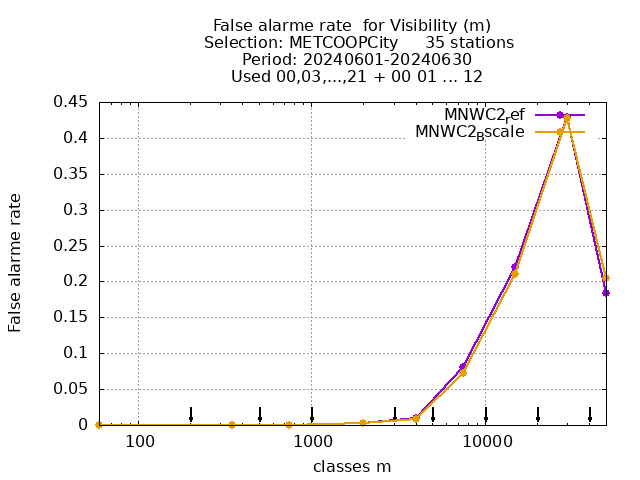 False alarme rate  for Visibility (m)
Selection: METCOOPCity     35 stations
Period: 20240601-20240630
Used 00,03,...,21 + 00 01 ... 12
MNWC2ref
MNWC2Bscale
0.45
0.4
0.35
0.3
0.25
0.2
0.15
0.1
0.05
0
False alarme rate
100 1000 10000
classes m